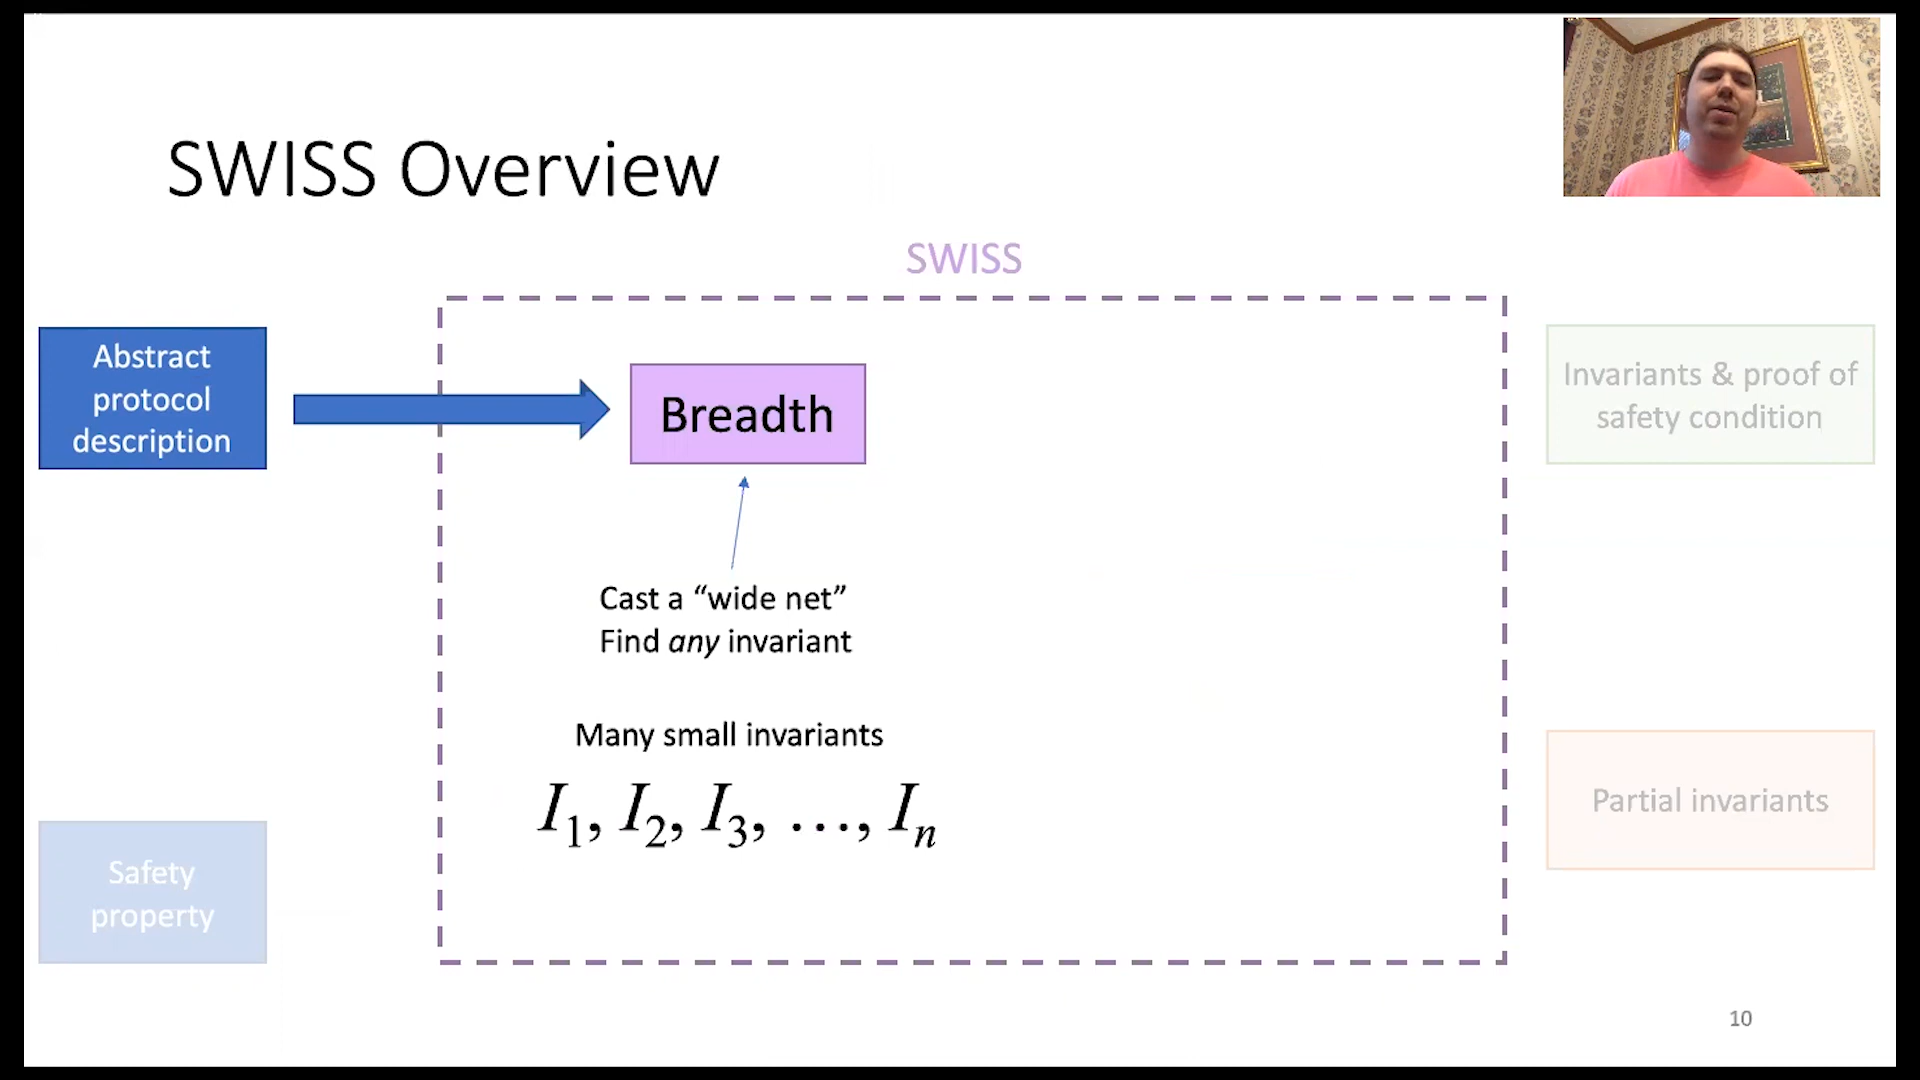 SWISS Overview
SWISS
Abstract
protocol
description
Breadth
Invariants & proof of
safety condition
Cast a “wide net”
Find any invariant
Many small invariants
I₁, I₂, I₃, …, Iₙ
Partial invariants
Safety
property
10